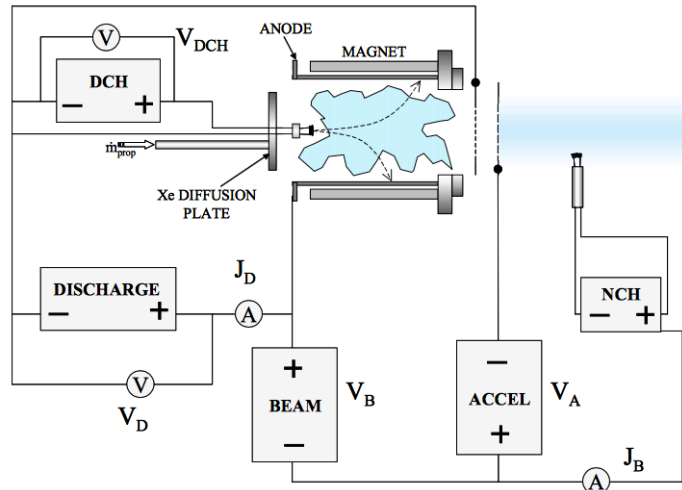 ANODE
MAGNET
V
V_DCH
DCH
− +
ṁ_prop
Xe DIFFUSION
PLATE
J_D
DISCHARGE
− +
A
NCH
− +
V
V_D
+
BEAM
−
V_B
−
ACCEL
+
V_A
J_B
A